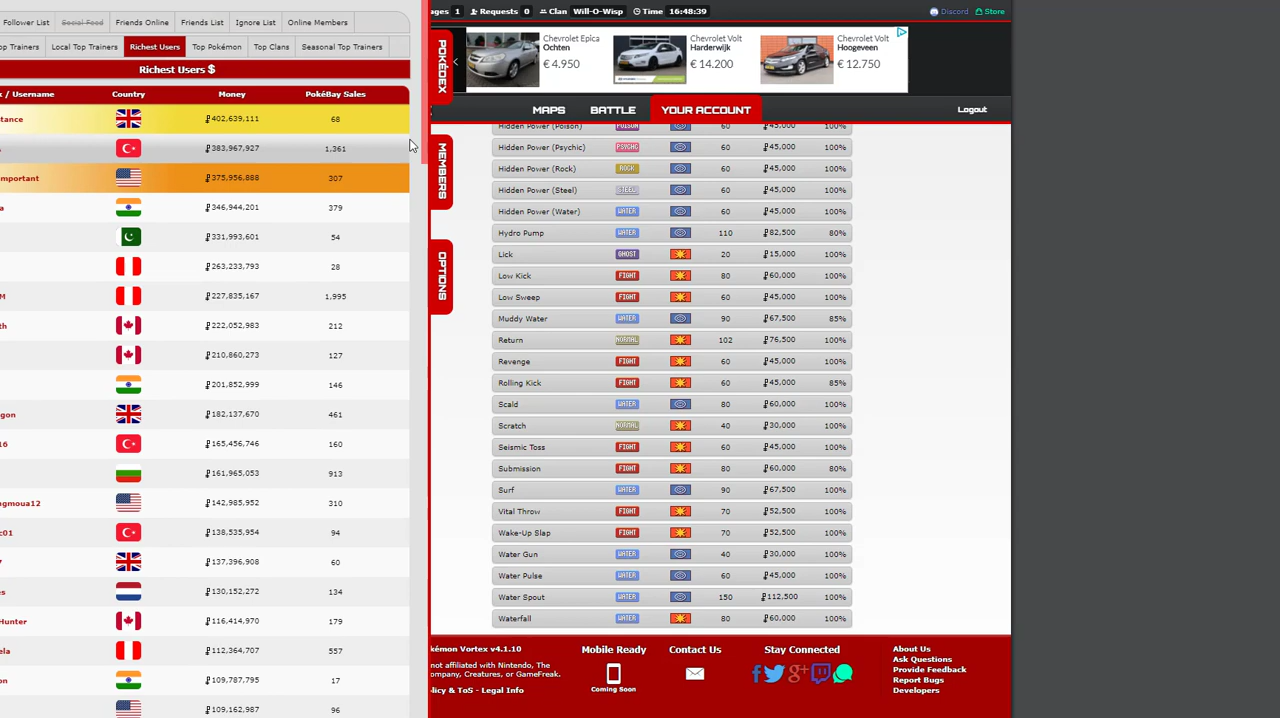 Follower List Social Food Friends Online Friends List
Members
Top Trainers Local Top Trainers Richest Users Top Pokémon Top Clans Seasonal Top Trainers
Richest Users $
/ Username Country Money PokéBay Sales
402,639,111 68
383,967,927 1,361
important 375,956,888 307
346,944,201 379
331,993,601 54
263,233,793 28
227,835,167 1,995
222,052,983 212
210,860,273 127
201,852,999 146
182,137,670 461
165,456,746 160
161,965,053 913
142,985,952 310
138,535,954 94
137,396,908 60
130,152,272 134
Hunter 116,414,970 179
112,364,707 557
17
96
POKÉDEX
MEMBERS
OPTIONS
ages 1 Requests 0 Clan Will-O-Wisp Time 16:48:39 Discord Store
Chevrolet Epica
Ochten
€ 4.950
Chevrolet Volt
Harderwijk
€ 14.200
Chevrolet Volt
Hoogeveen
€ 12.750
MAPS BATTLE YOUR ACCOUNT Logout
Hidden Power (Poison) POISON 60 45,000 100%
Hidden Power (Psychic) PSYCHC 60 45,000 100%
Hidden Power (Rock) ROCK 60 45,000 100%
Hidden Power (Steel) STEEL 60 45,000 100%
Hidden Power (Water) WATER 60 45,000 100%
Hydro Pump WATER 110 82,500 80%
Lick GHOST 20 15,000 100%
Low Kick FIGHT 80 60,000 100%
Low Sweep FIGHT 60 45,000 100%
Muddy Water WATER 90 67,500 85%
Return NORMAL 102 76,500 100%
Revenge FIGHT 60 45,000 100%
Rolling Kick FIGHT 60 45,000 85%
Scald WATER 80 60,000 100%
Scratch NORMAL 40 30,000 100%
Seismic Toss FIGHT 60 45,000 100%
Submission FIGHT 80 60,000 80%
Surf WATER 90 67,500 100%
Vital Throw FIGHT 70 52,500 100%
Wake-Up Slap FIGHT 70 52,500 100%
Water Gun WATER 40 30,000 100%
Water Pulse WATER 60 45,000 100%
Water Spout WATER 150 112,500 100%
Waterfall WATER 80 60,000 100%
kémon Vortex v4.1.10
not affiliated with Nintendo, The
ompany, Creatures, or GameFreak.
licy & ToS - Legal Info
Mobile Ready
Coming Soon
Contact Us
Stay Connected
About Us
Ask Questions
Provide Feedback
Report Bugs
Developers